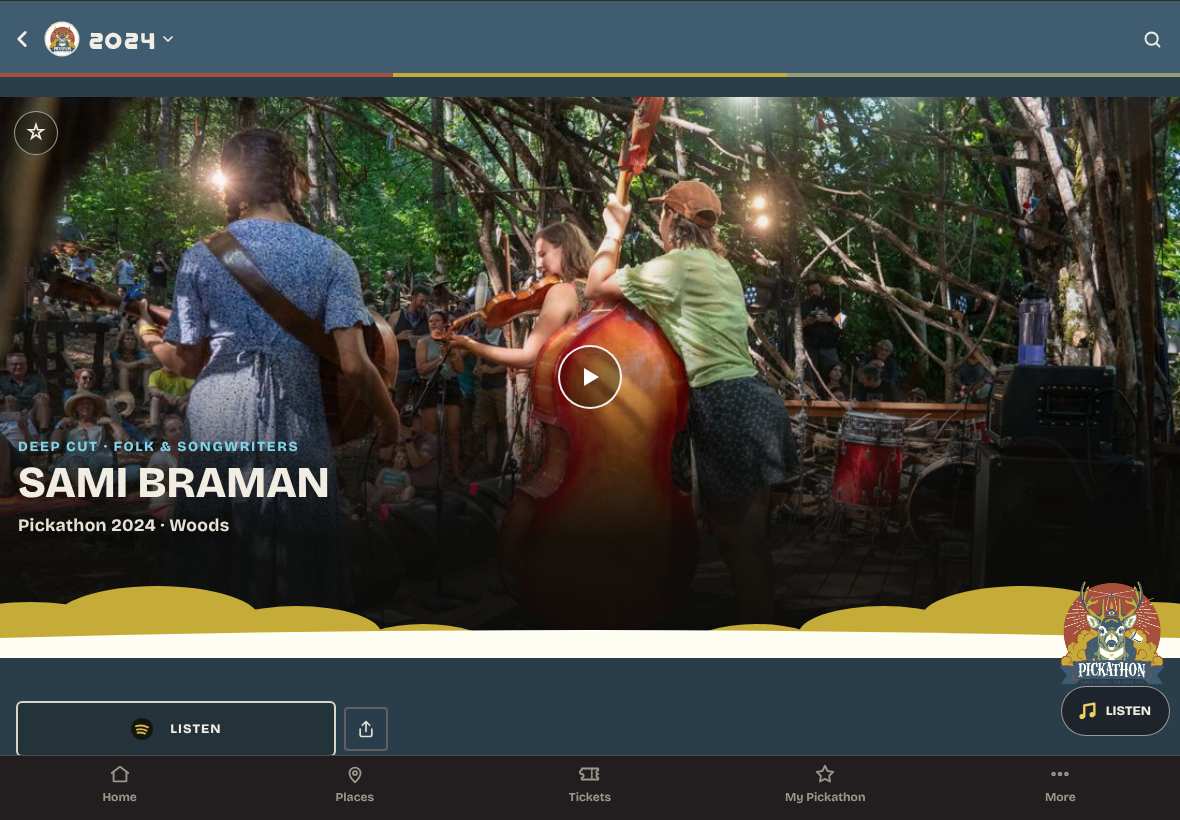 2024
DEEP CUT · FOLK & SONGWRITERS
SAMI BRAMAN
Pickathon 2024 · Woods
PICKATHON
LISTEN
LISTEN
Home
Places
Tickets
My Pickathon
More